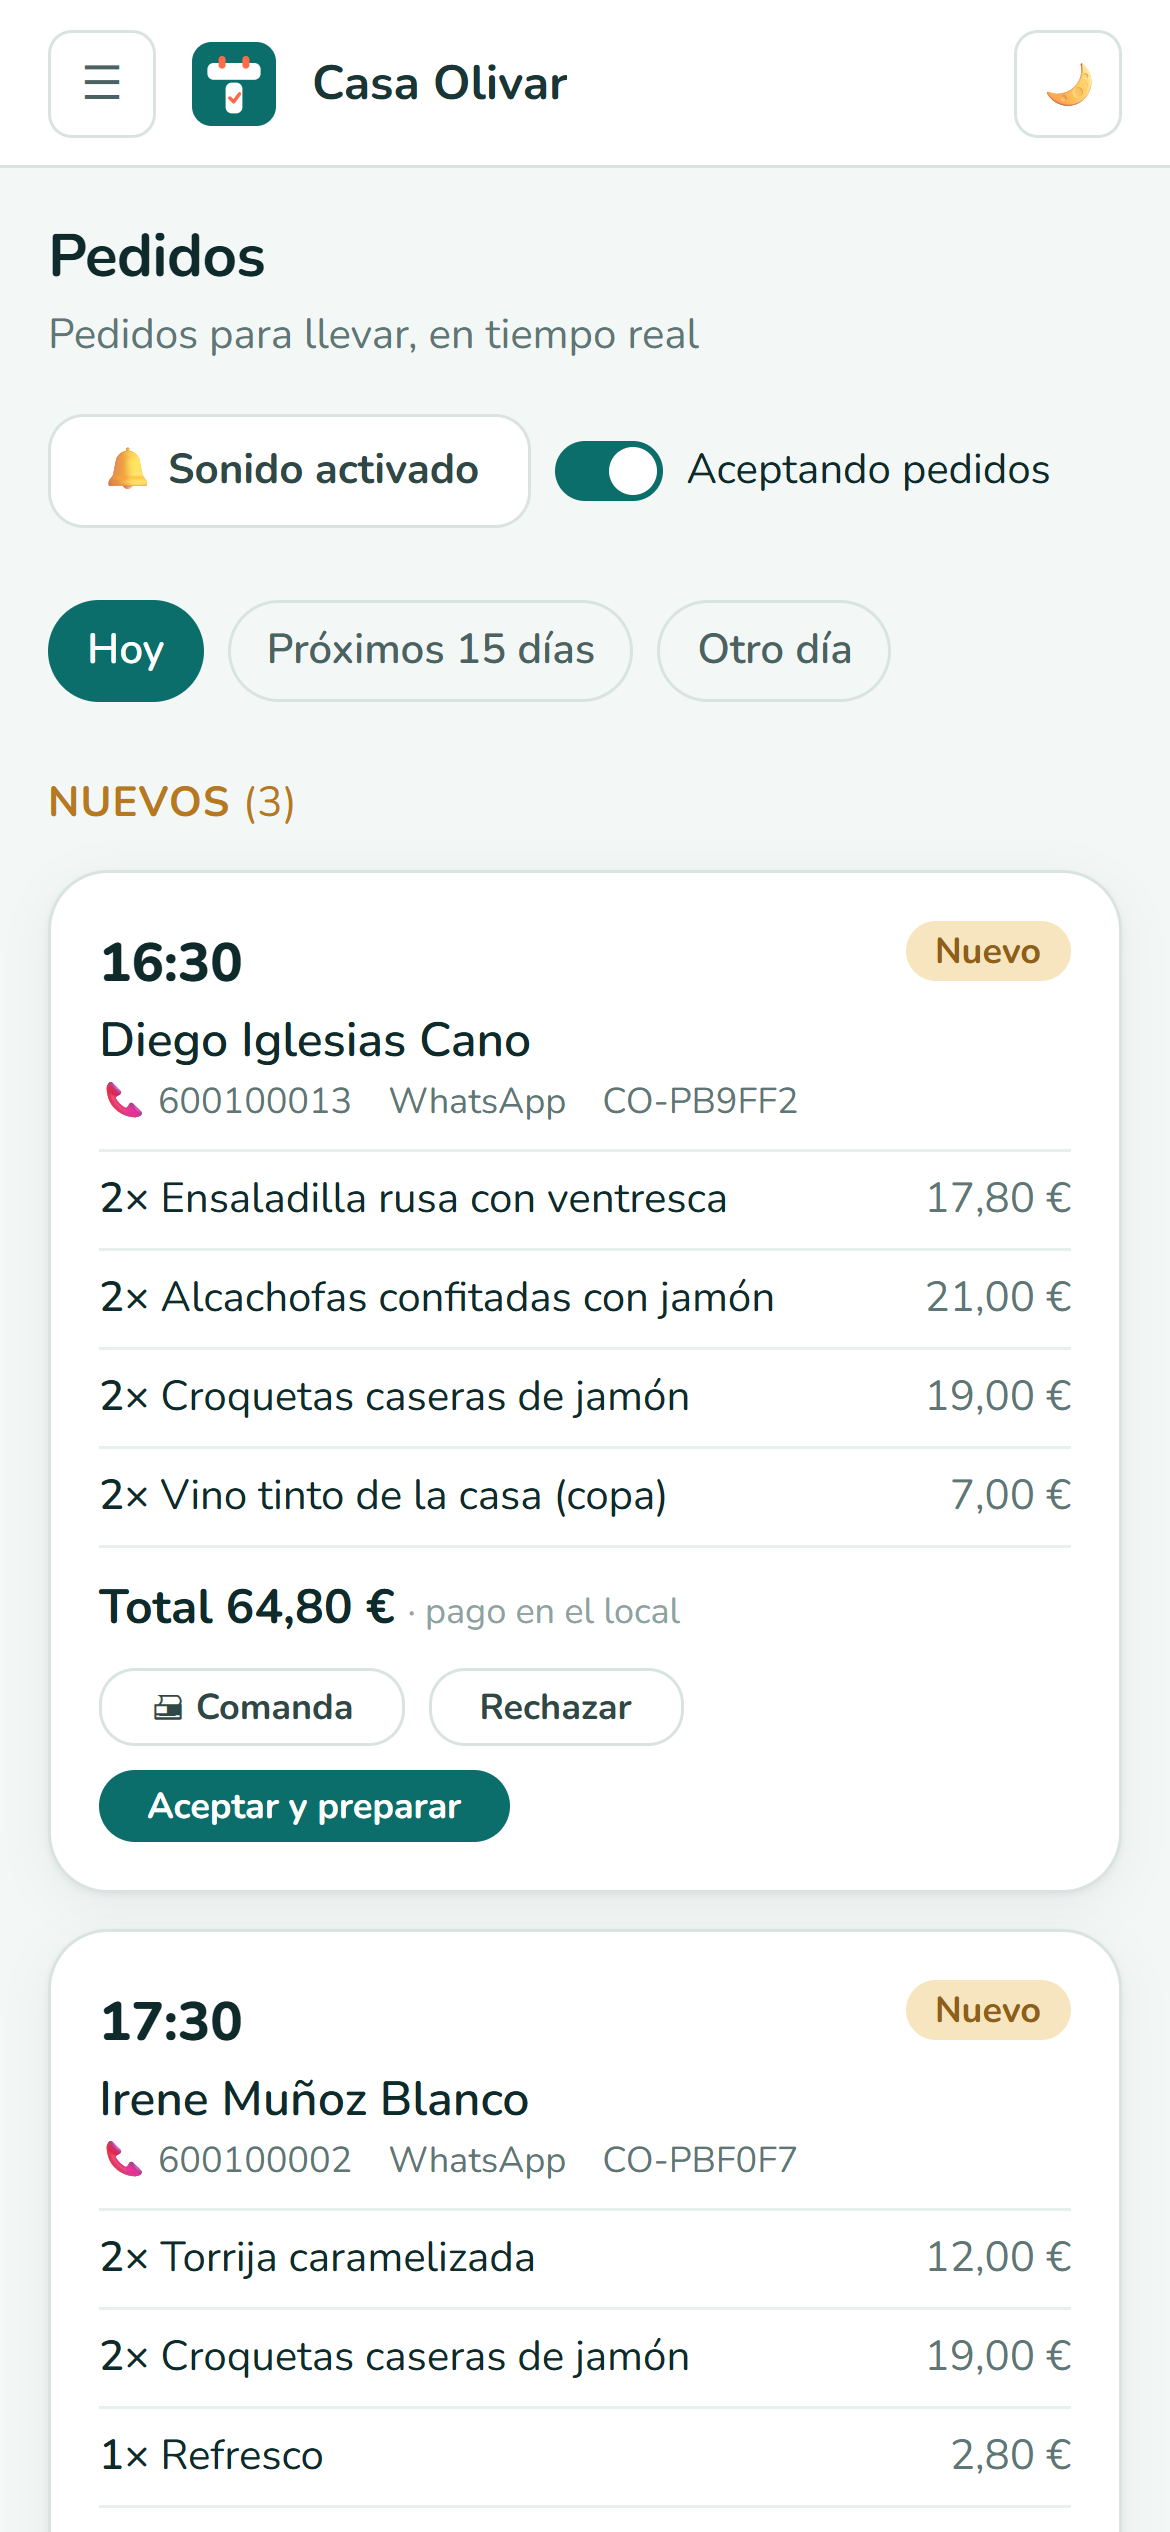 Casa Olivar
Pedidos
Pedidos para llevar, en tiempo real
Sonido activado
Aceptando pedidos
Hoy
Próximos 15 días
Otro día
NUEVOS (3)
16:30
Nuevo
Diego Iglesias Cano
600100013 WhatsApp CO-PB9FF2
2× Ensaladilla rusa con ventresca 17,80 €
2× Alcachofas confitadas con jamón 21,00 €
2× Croquetas caseras de jamón 19,00 €
2× Vino tinto de la casa (copa) 7,00 €
Total 64,80 € · pago en el local
Comanda
Rechazar
Aceptar y preparar
17:30
Nuevo
Irene Muñoz Blanco
600100002 WhatsApp CO-PBF0F7
2× Torrija caramelizada 12,00 €
2× Croquetas caseras de jamón 19,00 €
1× Refresco 2,80 €